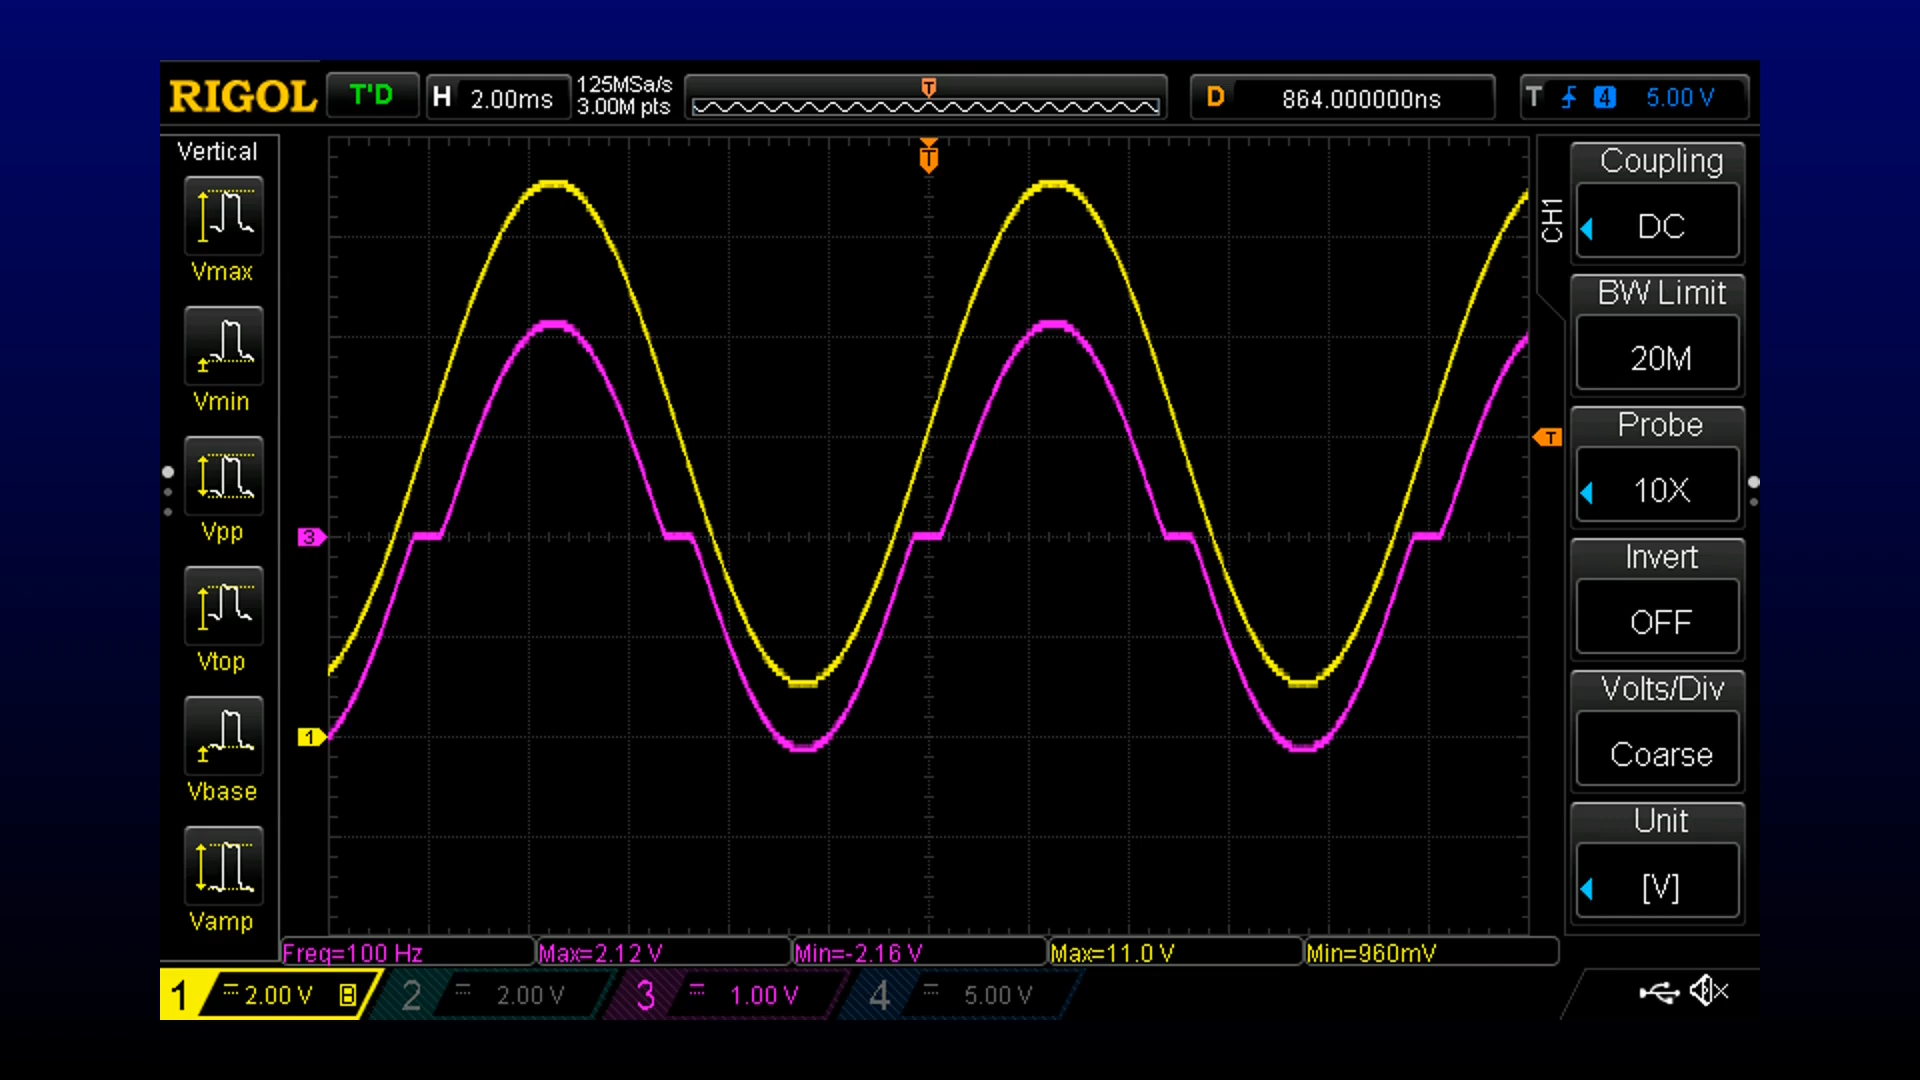 RIGOL T'D H 2.00ms 125MSa/s 3.00M pts T D 864.000000ns T 4 5.00 V
Vertical
Vmax
Vmin
Vpp
Vtop
Vbase
Vamp
T
3
1
T
CH1
Coupling
DC
BW Limit
20M
Probe
10X
Invert
OFF
Volts/Div
Coarse
Unit
[V]
Freq=100 Hz Max=2.12 V Min=-2.16 V Max=11.0 V Min=960mV
1 2.00 V B 2 2.00 V 3 1.00 V 4 5.00 V